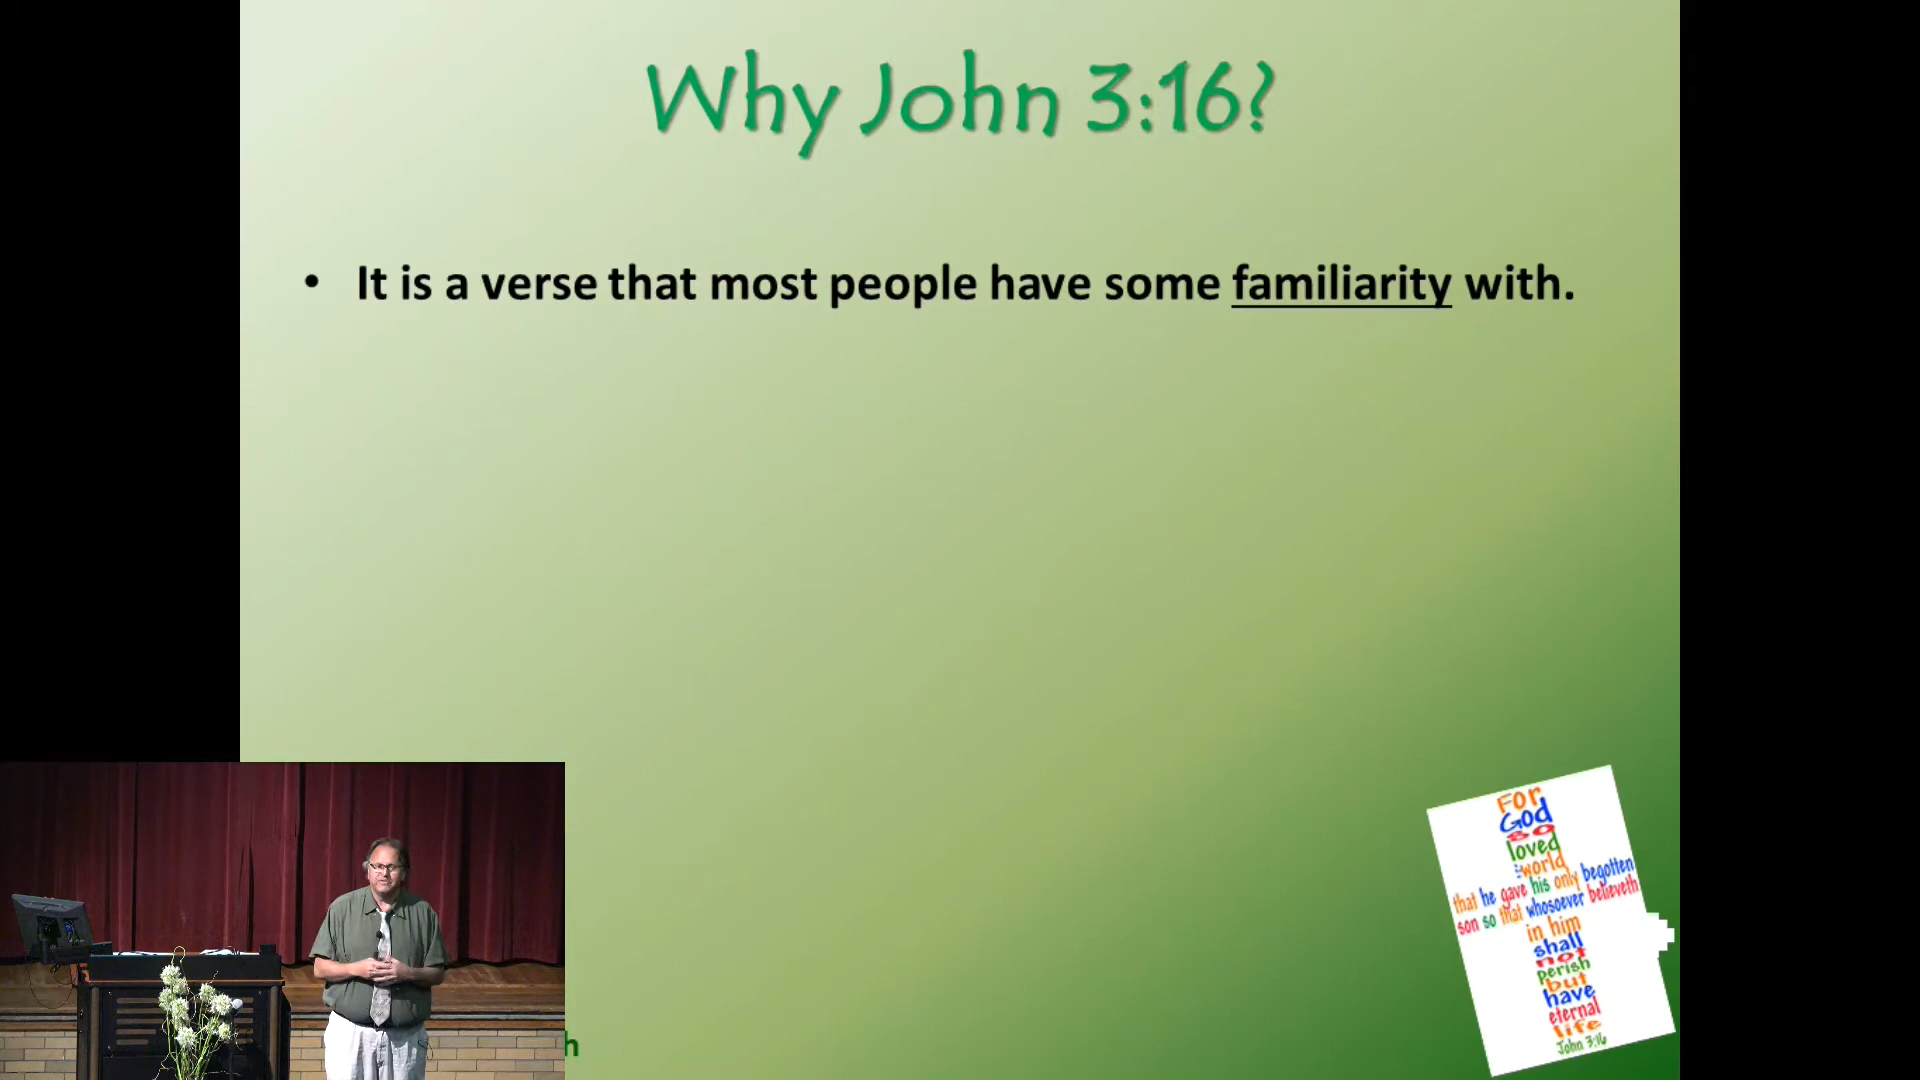 Why John 3:16?
• It is a verse that most people have some familiarity with.
For
God
so
loved
world
that he gave his only begotten
son so that whosoever believeth
in him
shall
not
perish
but
have
eternal
life
John 3:16
h